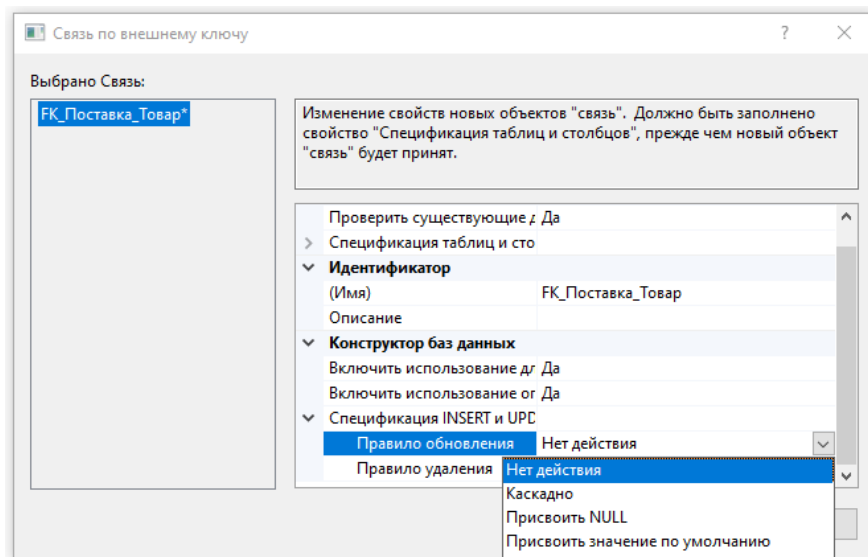 Связь по внешнему ключу
?
Выбрано Связь:
FK_Поставка_Товар*
Изменение свойств новых объектов "связь". Должно быть заполнено
свойство "Спецификация таблиц и столбцов", прежде чем новый объект
"связь" будет принят.
Проверить существующие д Да
Спецификация таблиц и сто
Идентификатор
(Имя) FK_Поставка_Товар
Описание
Конструктор баз данных
Включить использование дл Да
Включить использование ог Да
Спецификация INSERT и UPD
Правило обновления Нет действия
Правило удаления
Нет действия
Каскадно
Присвоить NULL
Присвоить значение по умолчанию